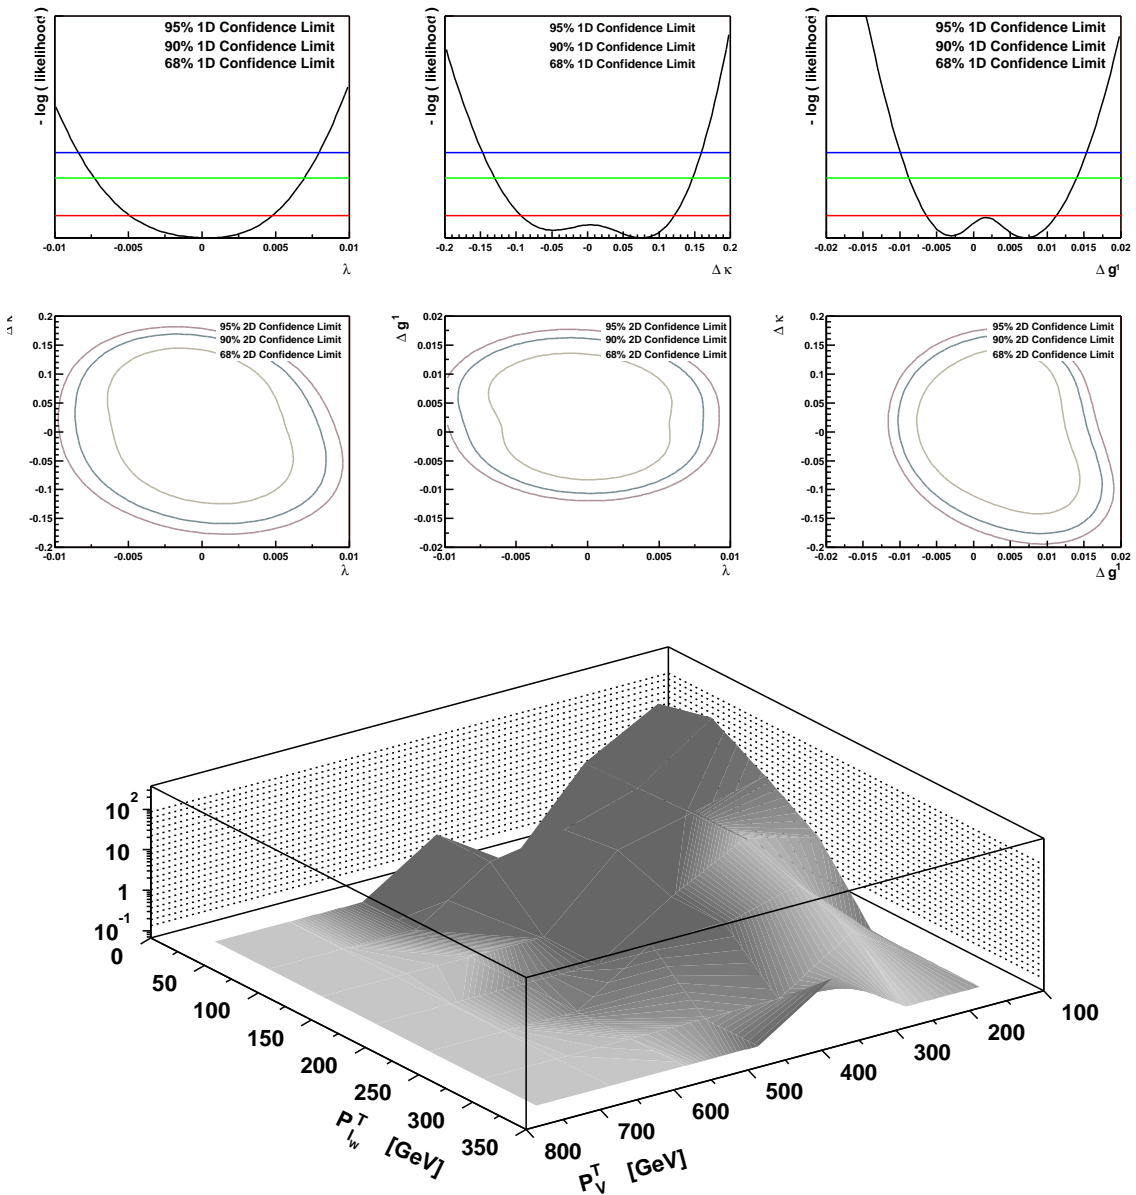 - log ( likelihood )
95% 1D Confidence Limit
90% 1D Confidence Limit
68% 1D Confidence Limit
-0.01 -0.005 0 0.005 0.01
λ
- log ( likelihood )
95% 1D Confidence Limit
90% 1D Confidence Limit
68% 1D Confidence Limit
-0.2 -0.15 -0.1 -0.05 0 0.05 0.1 0.15 0.2
Δ κ
- log ( likelihood )
95% 1D Confidence Limit
90% 1D Confidence Limit
68% 1D Confidence Limit
-0.02 -0.015 -0.01 -0.005 0 0.005 0.01 0.015 0.02
Δ g¹
Δ κ
95% 2D Confidence Limit
90% 2D Confidence Limit
68% 2D Confidence Limit
0.2
0.15
0.1
0.05
-0
-0.05
-0.1
-0.15
-0.2
-0.01 -0.005 0 0.005 0.01
λ
Δ g¹
95% 2D Confidence Limit
90% 2D Confidence Limit
68% 2D Confidence Limit
0.02
0.015
0.01
0.005
0
-0.005
-0.01
-0.015
-0.02
-0.01 -0.005 0 0.005 0.01
λ
Δ κ
95% 2D Confidence Limit
90% 2D Confidence Limit
68% 2D Confidence Limit
0.2
0.15
0.1
0.05
-0
-0.05
-0.1
-0.15
-0.2
-0.02 -0.015 -0.01 -0.005 0 0.005 0.01 0.015 0.02
Δ g¹
10²
10
1
10⁻¹
0
50
100
150
200
250
300
350
P_{l_w}^T [GeV]
800
700
600
500
400
300
200
100
P_V^T [GeV]